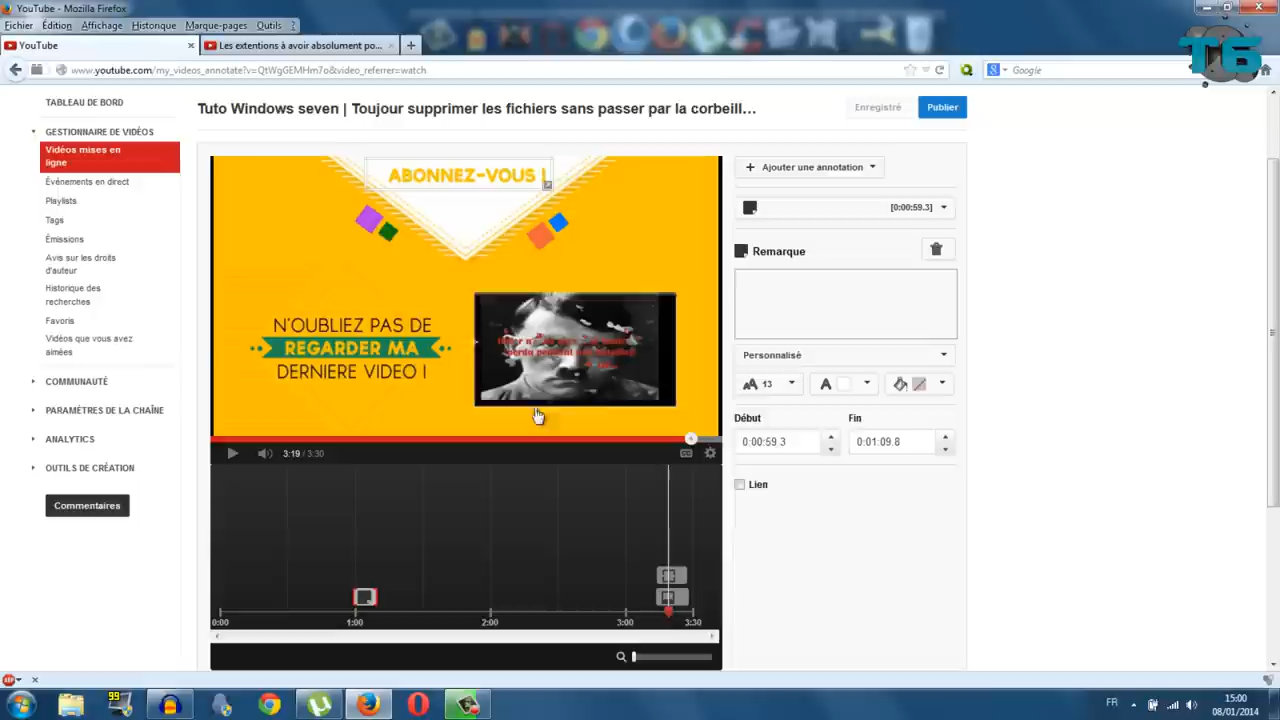 YouTube - Mozilla Firefox
Fichier Édition Affichage Historique Marque-pages Outils ?
YouTube
Les extentions à avoir absolument po...
www.youtube.com/my_videos_annotate?v=QtWgGEMHm7o&video_referrer=watch
Google
T6
TABLEAU DE BORD
GESTIONNAIRE DE VIDÉOS
Vidéos mises en
ligne
Événements en direct
Playlists
Tags
Émissions
Avis sur les droits
d'auteur
Historique des
recherches
Favoris
Vidéos que vous avez
aimées
COMMUNAUTÉ
PARAMÈTRES DE LA CHAÎNE
ANALYTICS
OUTILS DE CRÉATION
Commentaires
Tuto Windows seven | Toujour supprimer les fichiers sans passer par la corbeill...
Enregistré
Publier
ABONNEZ-VOUS !
N'OUBLIEZ PAS DE
REGARDER MA
DERNIERE VIDEO !
3:19 / 3:30
0:00
1:00
2:00
3:00
3:30
+ Ajouter une annotation
[0:00:59.3]
Remarque
Personnalisé
13
A
Début
Fin
0:00:59.3
0:01:09.8
Lien
99
FR
15:00
08/01/2014